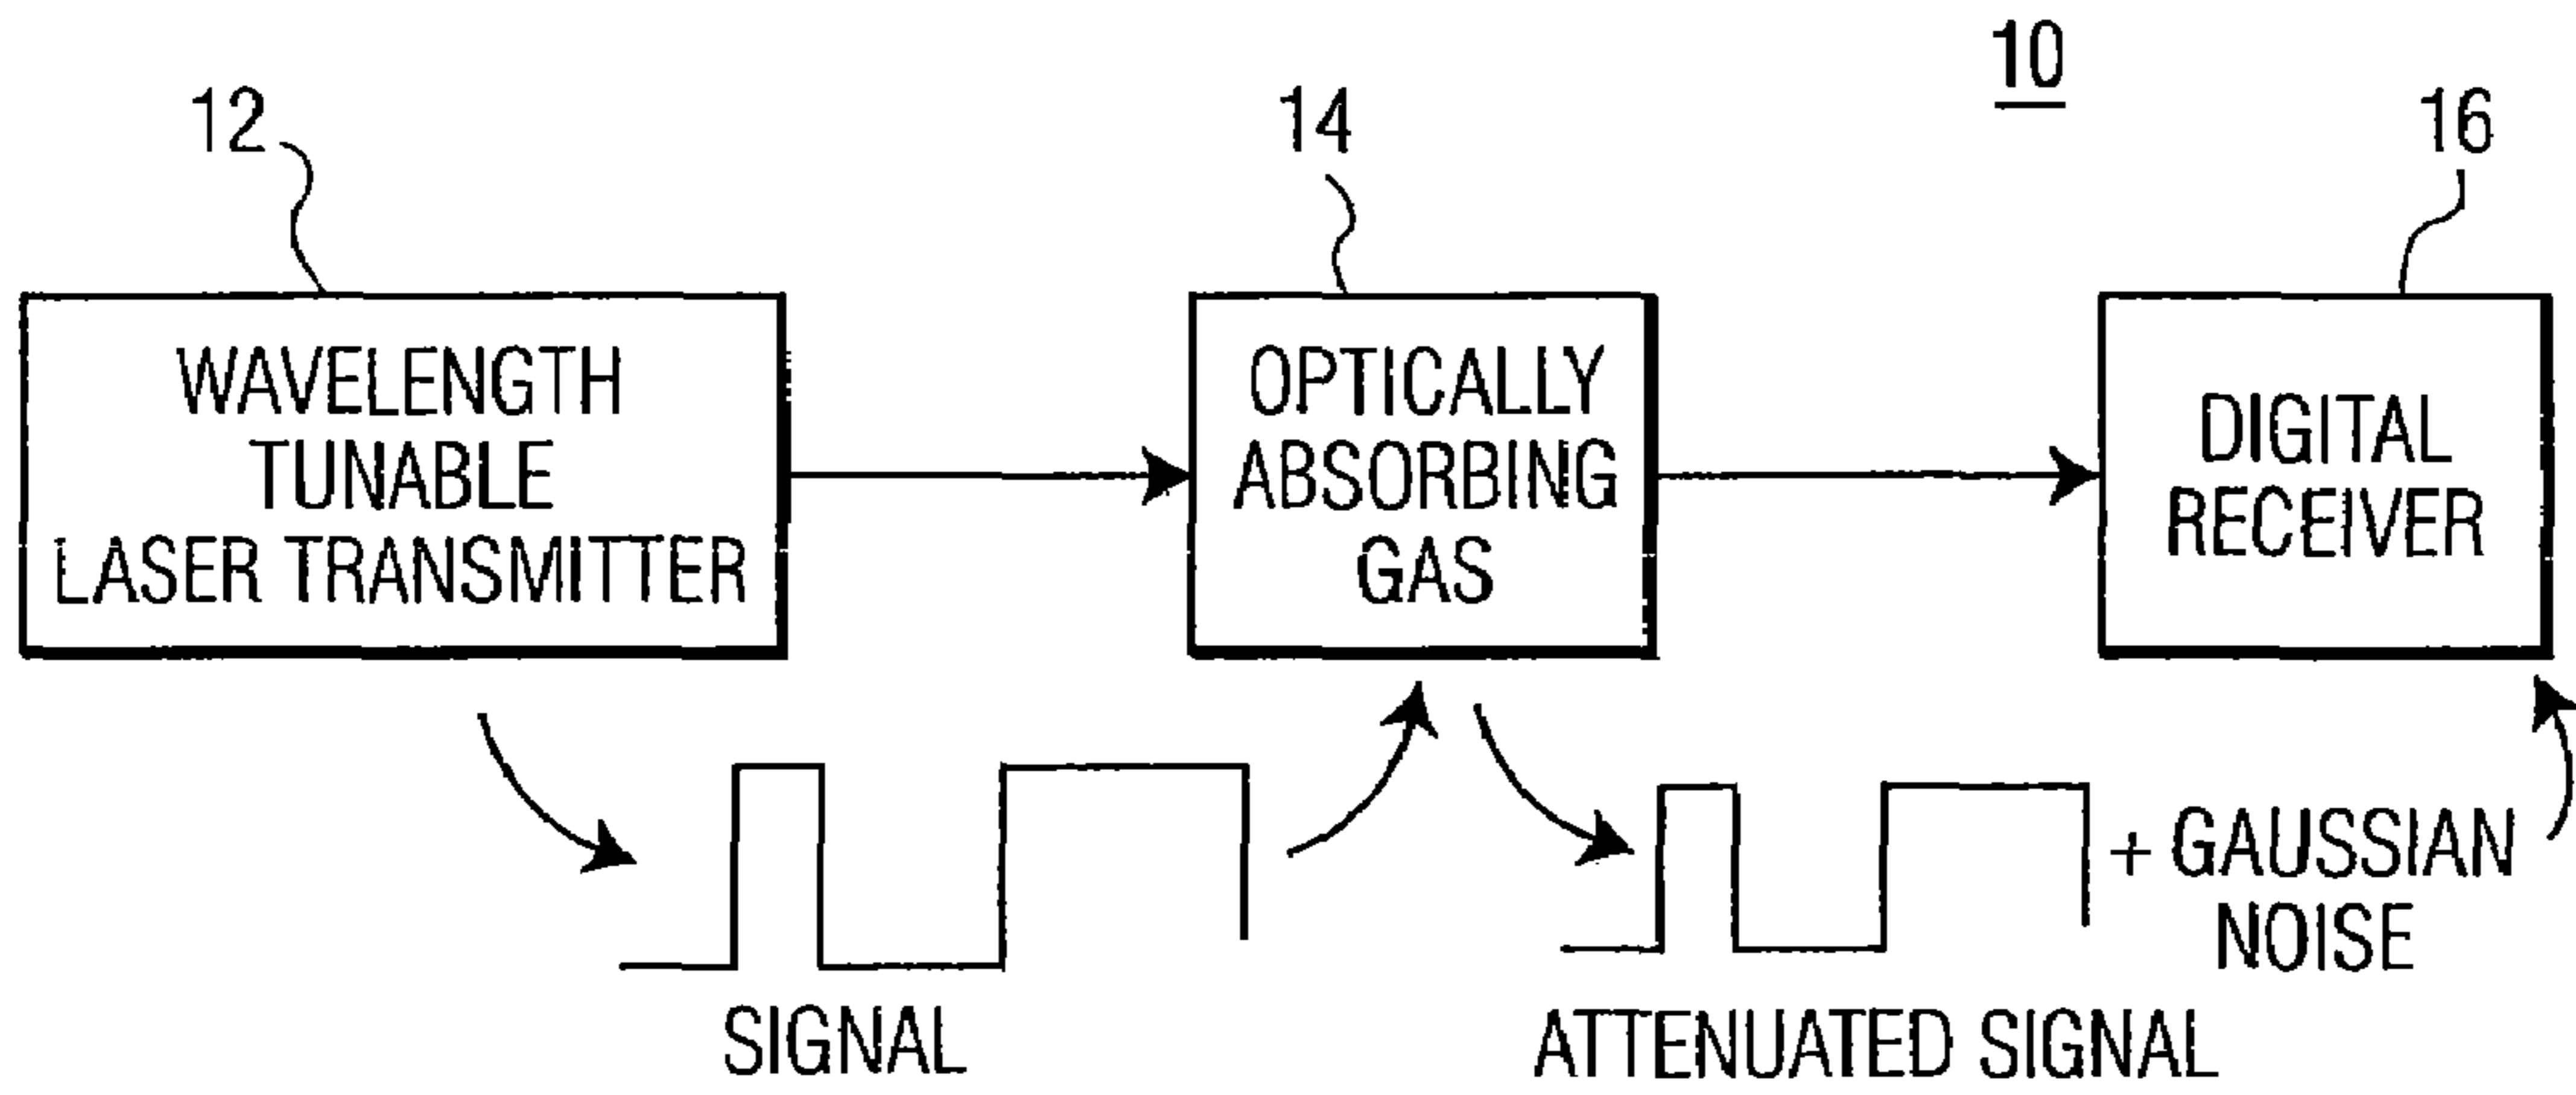 10
12
14
16
WAVELENGTH
TUNABLE
LASER TRANSMITTER
OPTICALLY
ABSORBING
GAS
DIGITAL
RECEIVER
SIGNAL
ATTENUATED SIGNAL
+ GAUSSIAN
NOISE